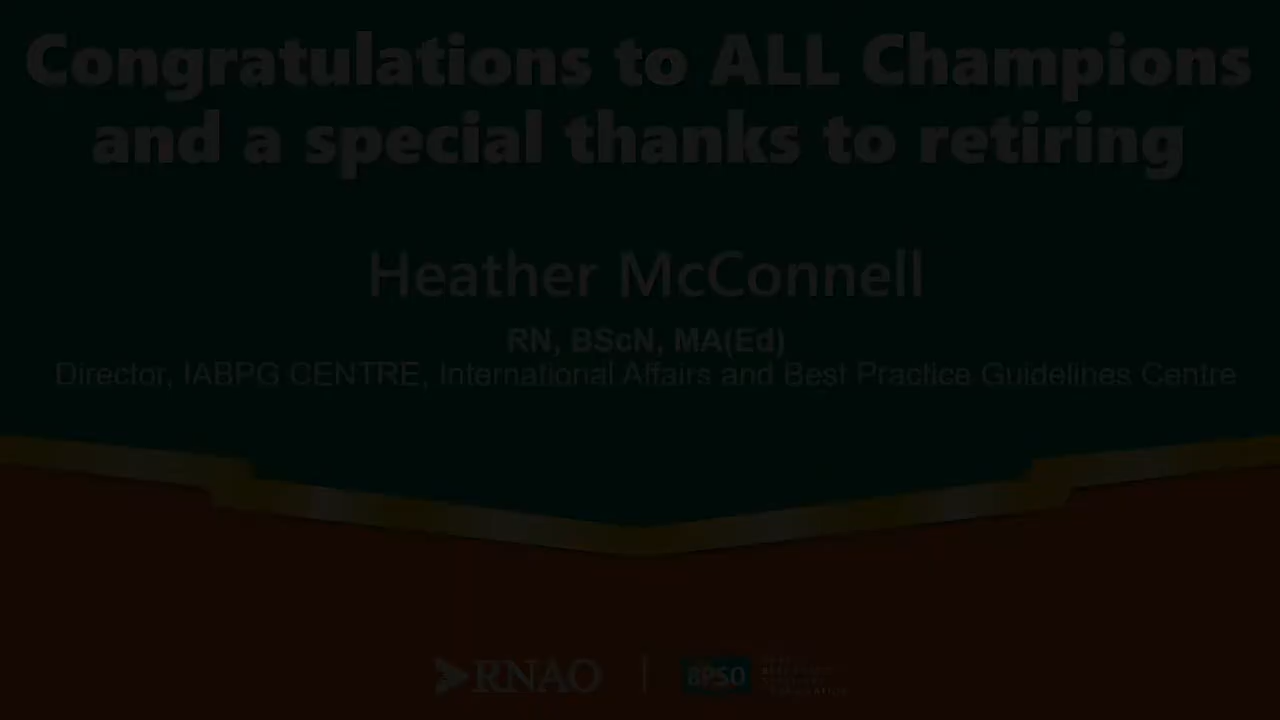 Congratulations to ALL Champions
and a special thanks to retiring
Heather McConnell
RN, BScN, MA(Ed)
Director, IABPG CENTRE, International Affairs and Best Practice Guidelines Centre
RNAO
BPSO